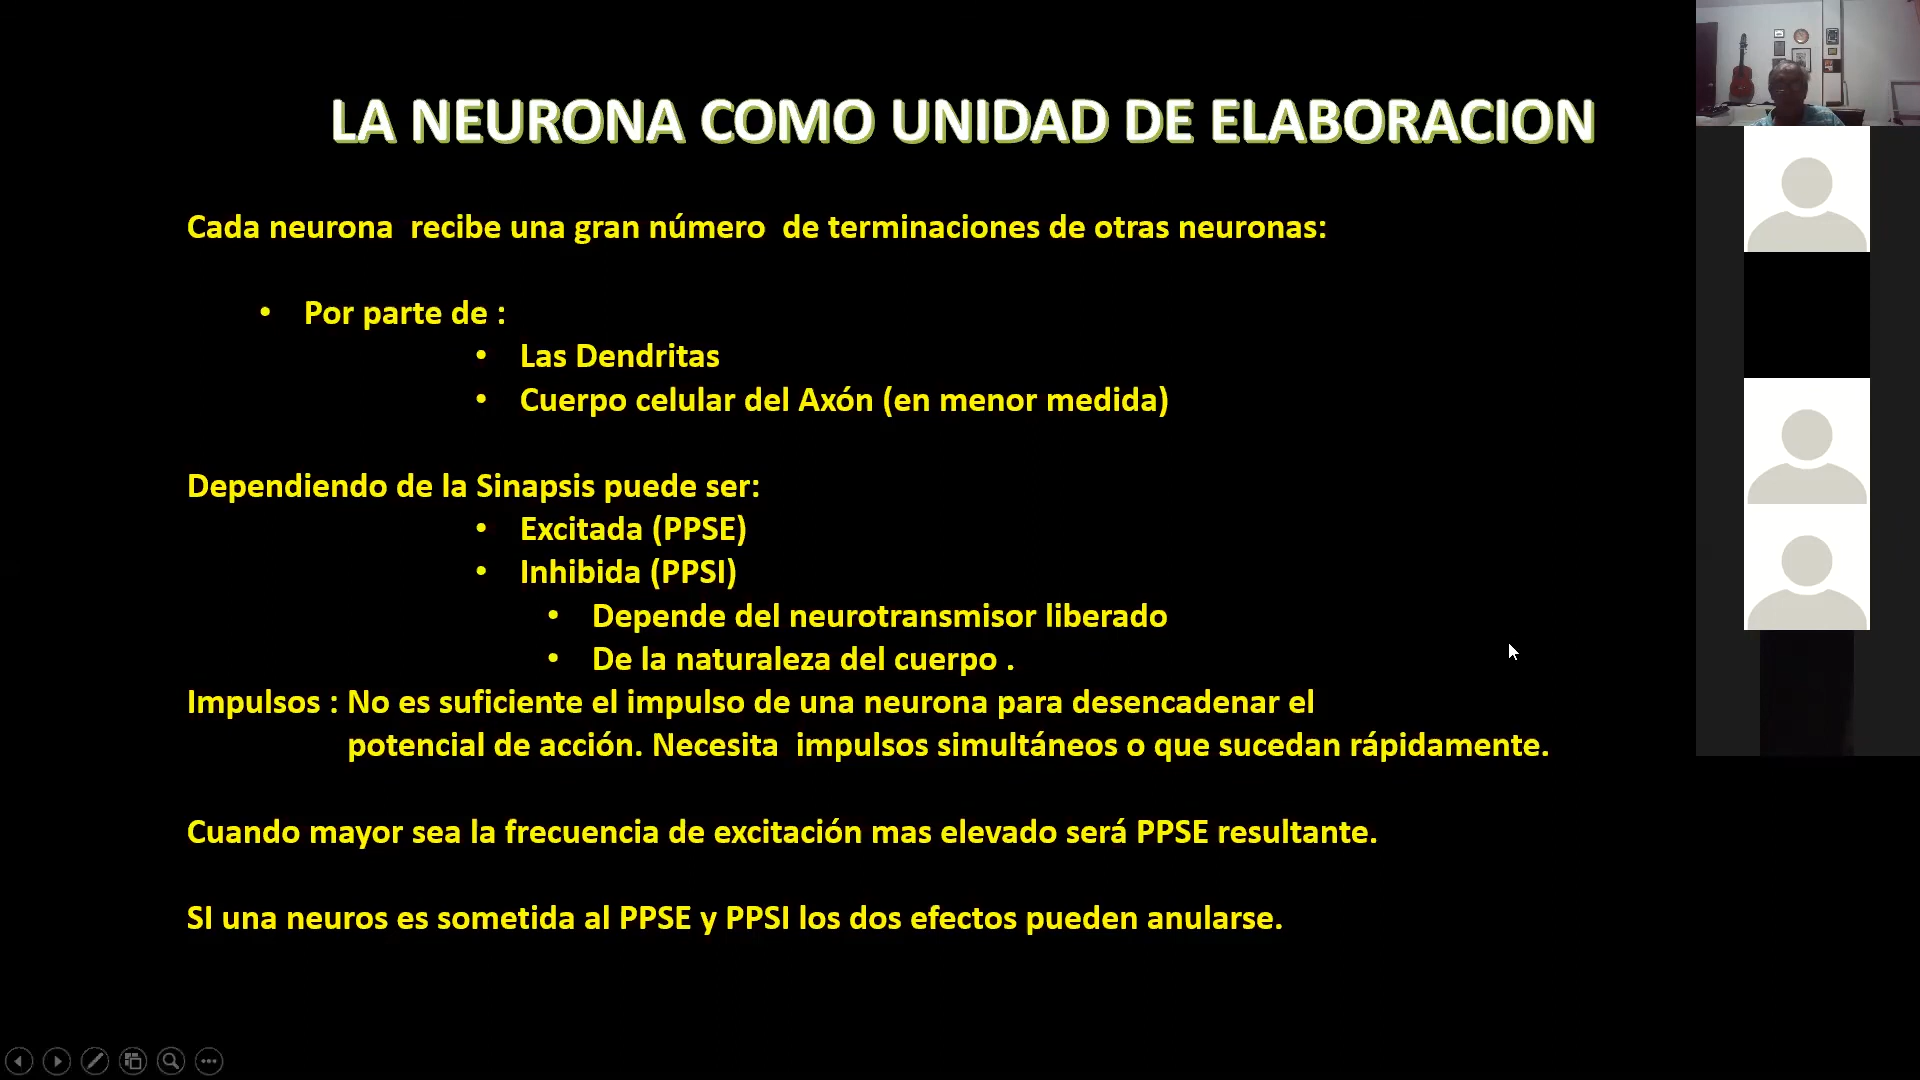 LA NEURONA COMO UNIDAD DE ELABORACION
Cada neurona recibe una gran número de terminaciones de otras neuronas:
• Por parte de :
• Las Dendritas
• Cuerpo celular del Axón (en menor medida)
Dependiendo de la Sinapsis puede ser:
• Excitada (PPSE)
• Inhibida (PPSI)
• Depende del neurotransmisor liberado
• De la naturaleza del cuerpo .
Impulsos : No es suficiente el impulso de una neurona para desencadenar el
potencial de acción. Necesita impulsos simultáneos o que sucedan rápidamente.
Cuando mayor sea la frecuencia de excitación mas elevado será PPSE resultante.
SI una neuros es sometida al PPSE y PPSI los dos efectos pueden anularse.